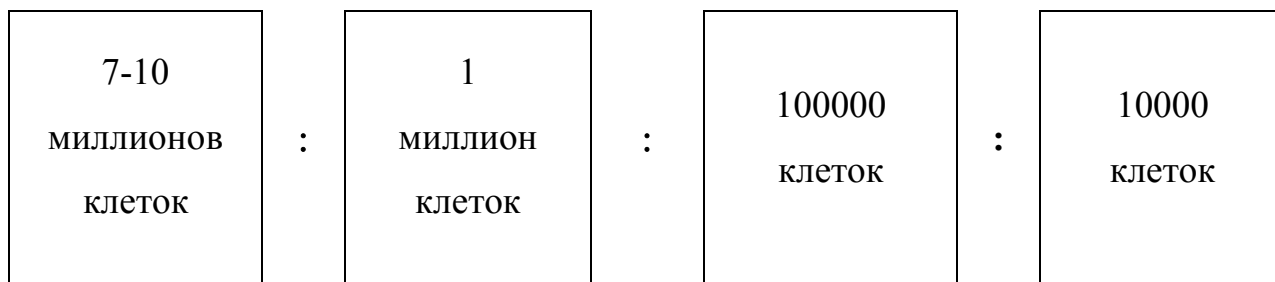 7-10
миллионов
клеток
:
1
миллион
клеток
:
100000
клеток
:
10000
клеток